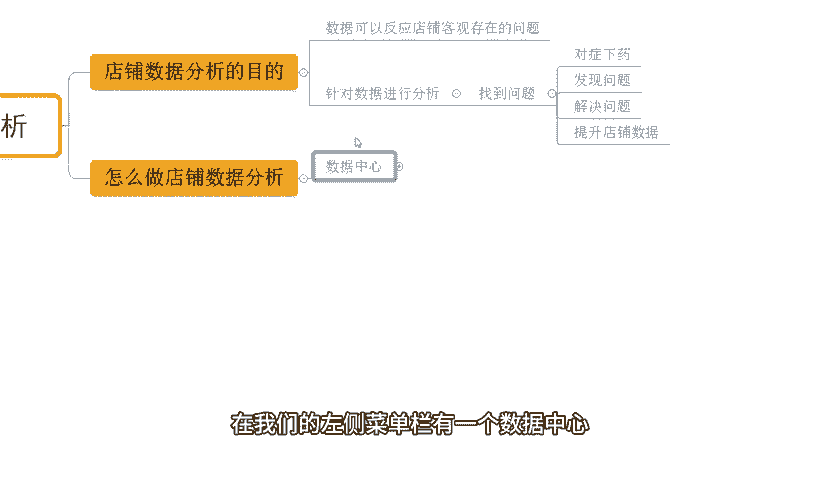 数据可以反应店铺客观存在的问题
店铺数据分析的目的
对症下药
发现问题
针对数据进行分析
找到问题
解决问题
提升店铺数据
析
数据中心
怎么做店铺数据分析
在我们的左侧菜单栏有一个数据中心